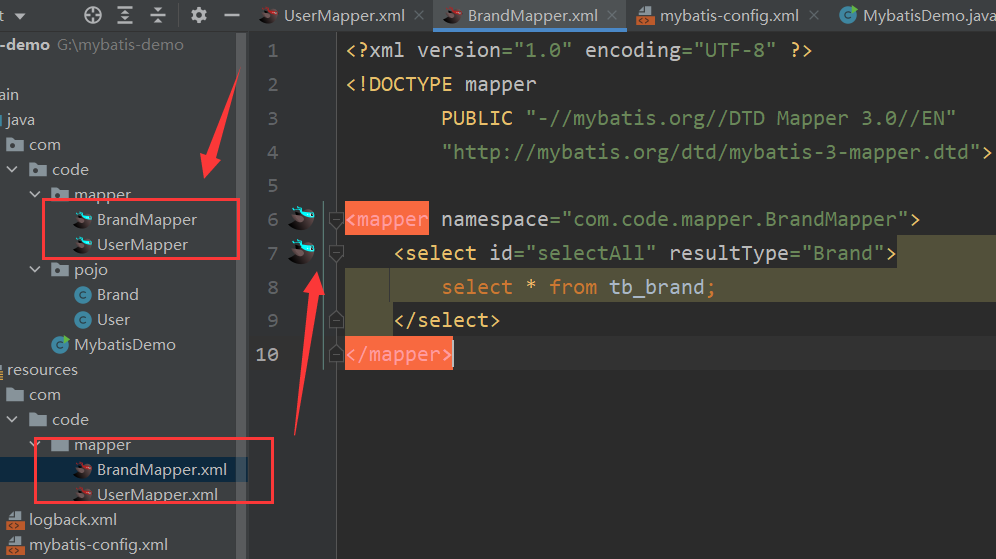 t
UserMapper.xml
BrandMapper.xml
mybatis-config.xml
MybatisDemo.java
-demo G:\mybatis-demo
ain
java
com
code
mapper
BrandMapper
UserMapper
pojo
Brand
User
MybatisDemo
resources
com
code
mapper
BrandMapper.xml
UserMapper.xml
logback.xml
mybatis-config.xml
1 <?xml version="1.0" encoding="UTF-8" ?>
2 <!DOCTYPE mapper
3 PUBLIC "-//mybatis.org//DTD Mapper 3.0//EN"
4 "http://mybatis.org/dtd/mybatis-3-mapper.dtd">
5
6 <mapper namespace="com.code.mapper.BrandMapper">
7 <select id="selectAll" resultType="Brand">
8 select * from tb_brand;
9 </select>
10 </mapper>